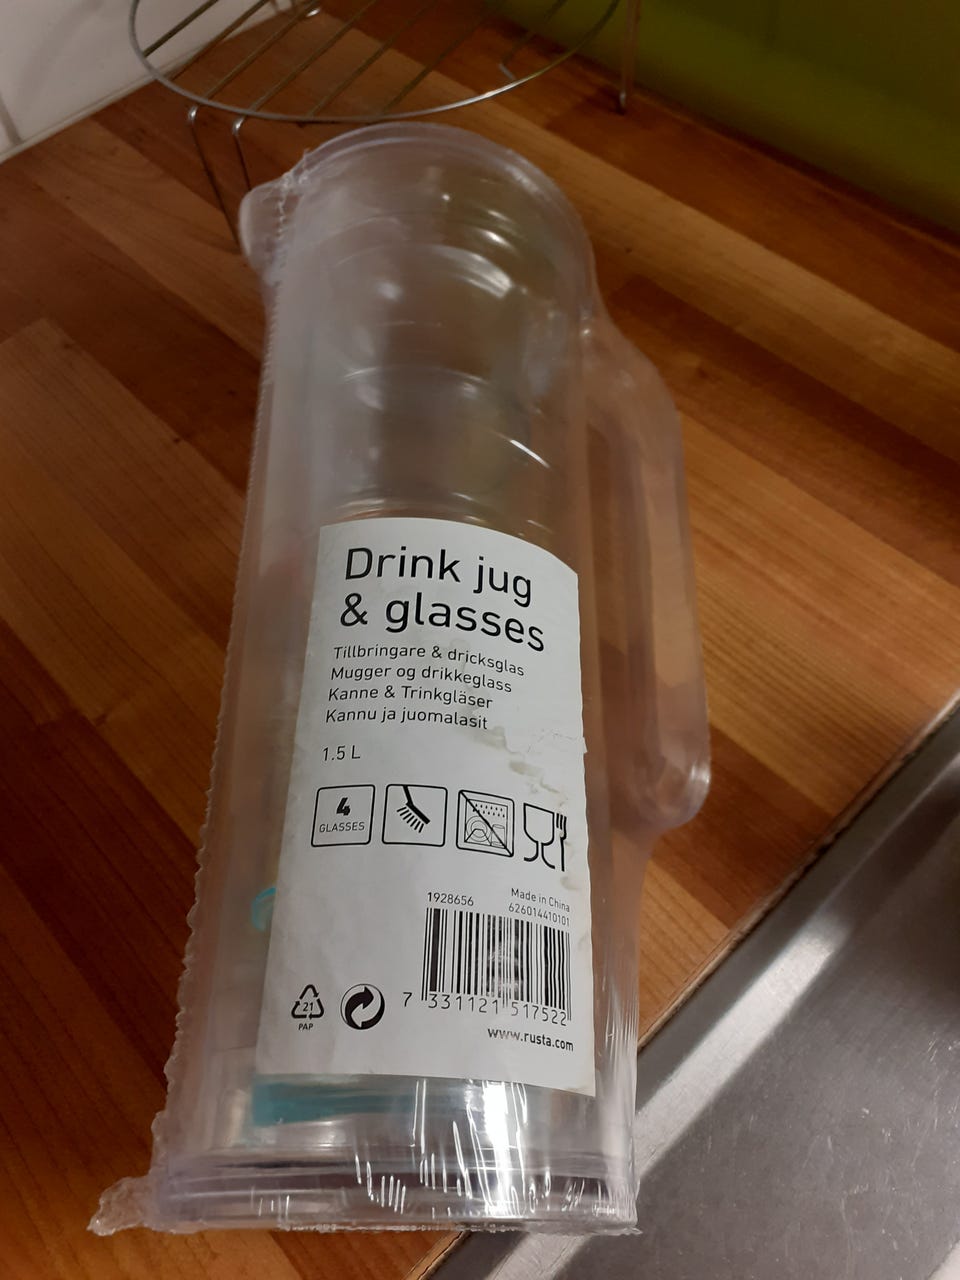 Drink jug
& glasses
Tillbringare & dricksglas
Mugger og drikkeglass
Kanne & Trinkgläser
Kannu ja juomalasit
1.5 L
4
GLASSES
1928656
Made in China
626014410101
7 331121 517522
21
PAP
www.rusta.com